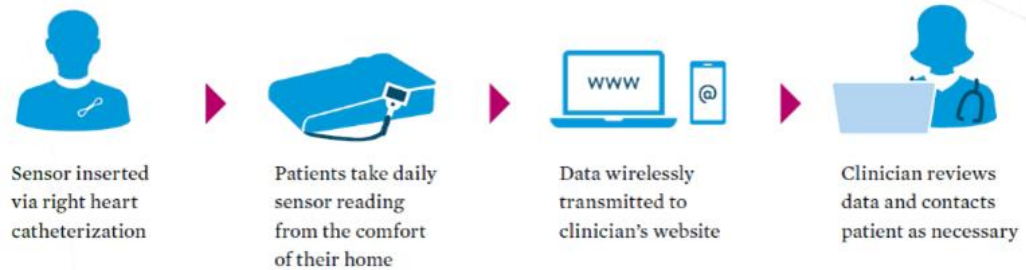 WWW
@
Sensor inserted
via right heart
catheterization
Patients take daily
sensor reading
from the comfort
of their home
Data wirelessly
transmitted to
clinician's website
Clinician reviews
data and contacts
patient as necessary